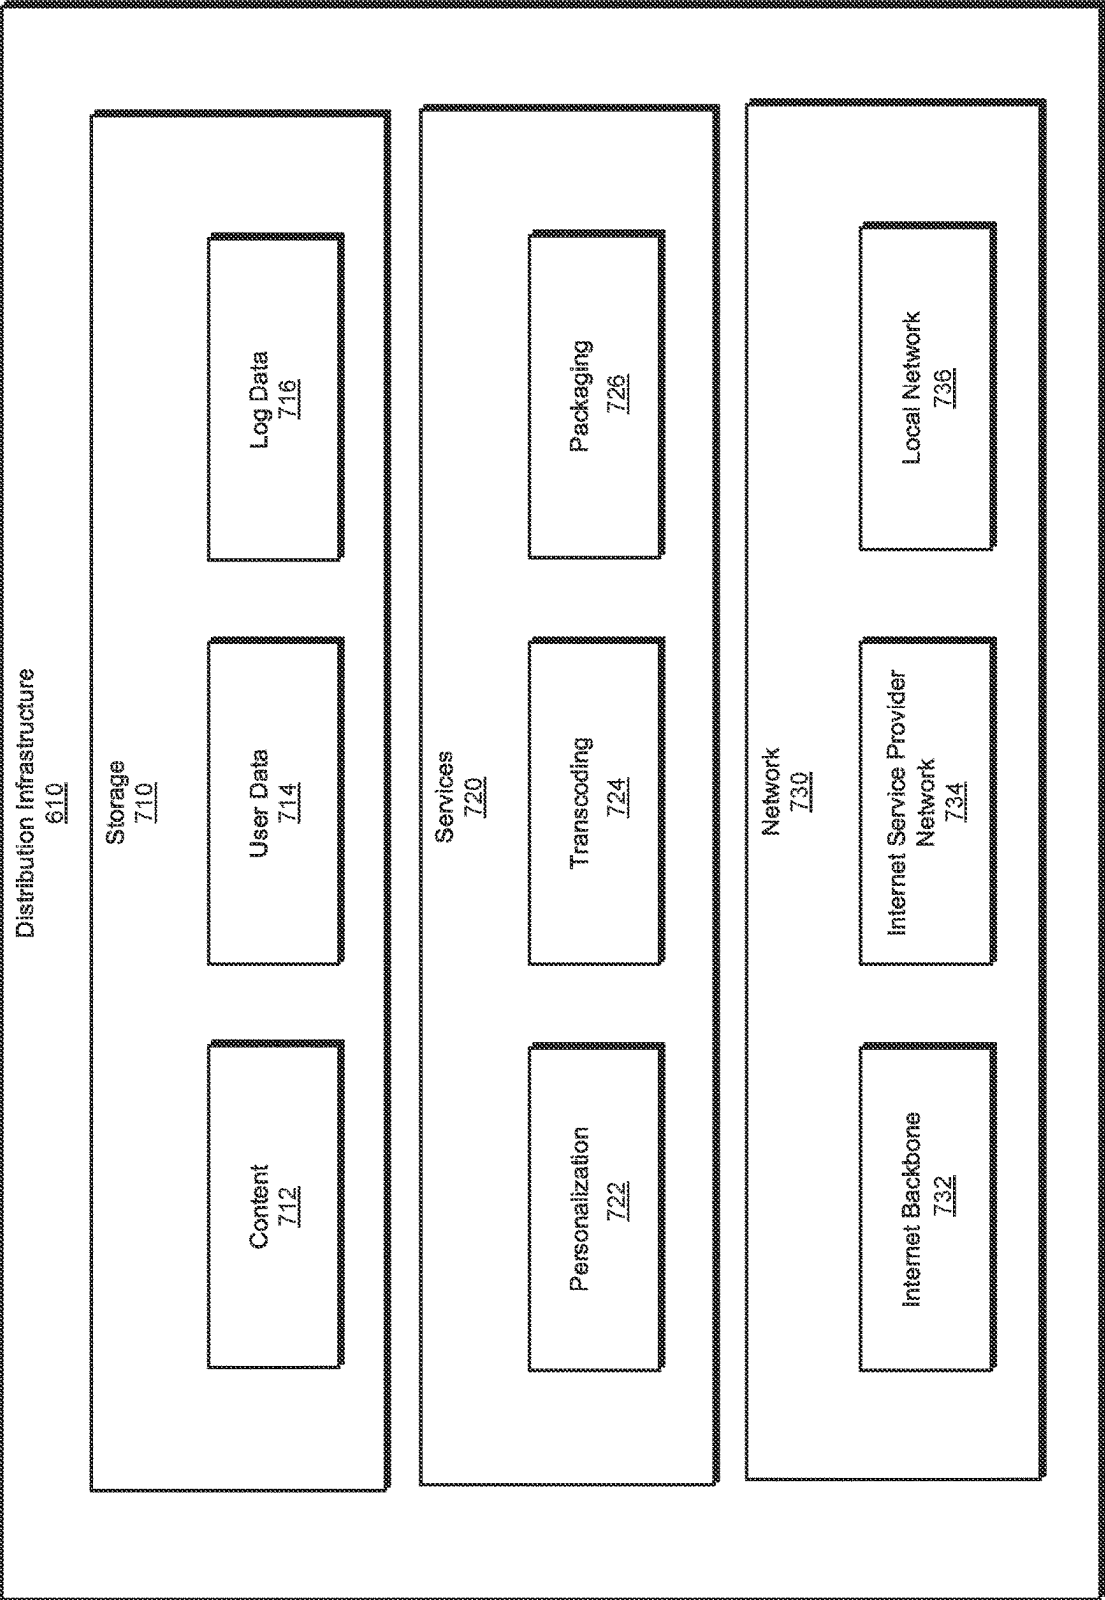 Distribution Infrastructure
610
Storage
710
Content
712
User Data
714
Log Data
716
Services
720
Personalization
722
Transcoding
724
Packaging
726
Network
730
Internet Backbone
732
Internet Service Provider
Network
734
Local Network
736